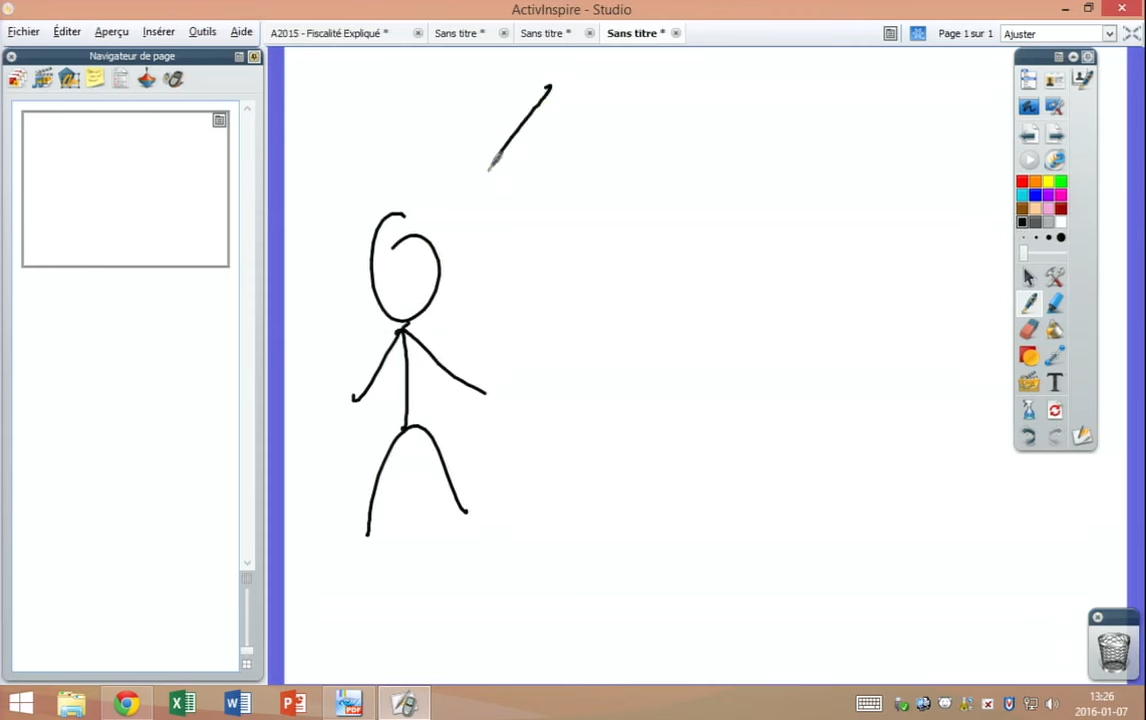 ActivInspire - Studio
Fichier Éditer Aperçu Insérer Outils Aide
A2015 - Fiscalité Expliqué * Sans titre * Sans titre * Sans titre * Page 1 sur 1 Ajuster
Navigateur de page
T
PDF
13:26
2016-01-07